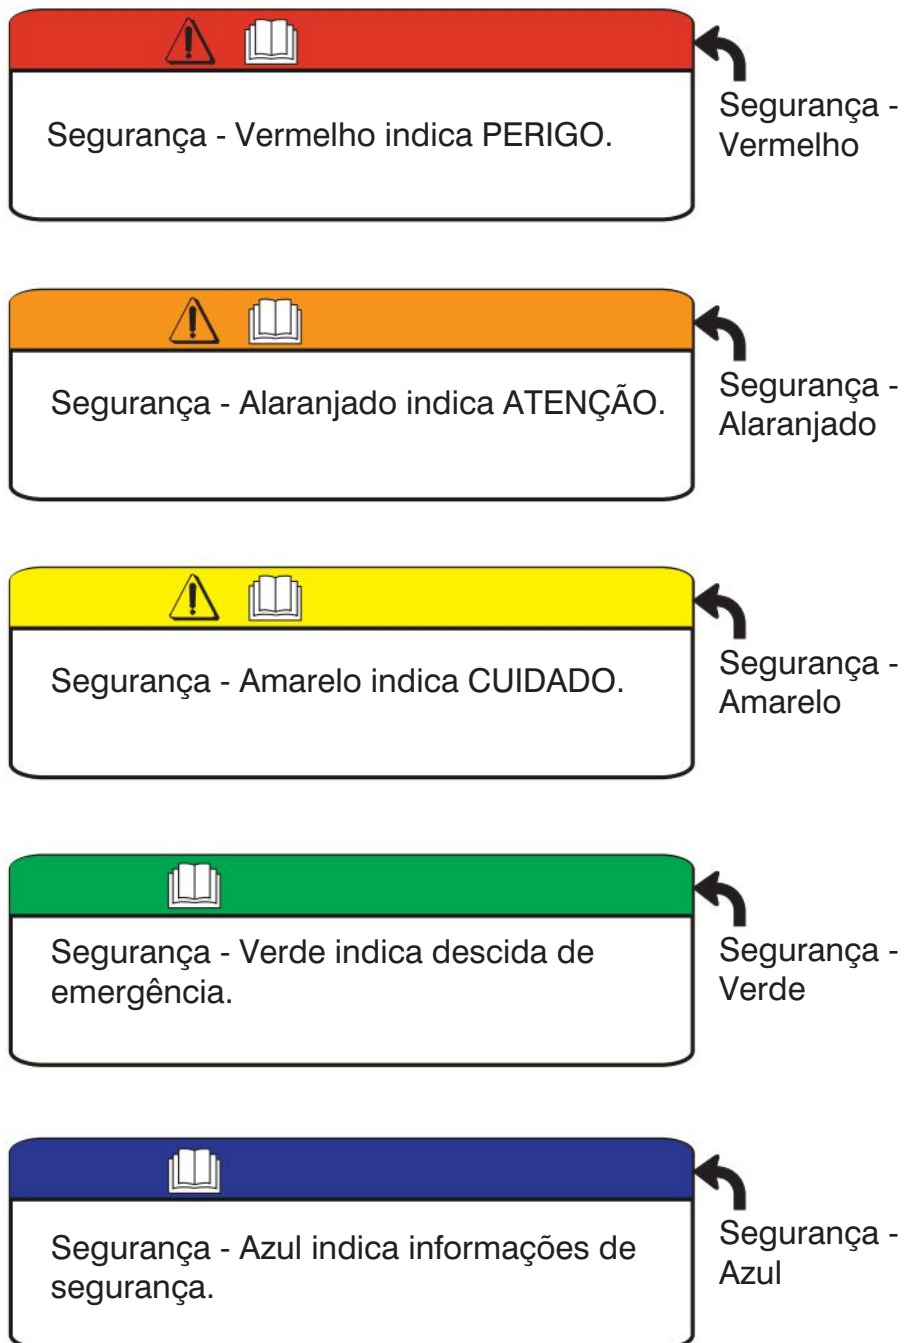 Segurança - Vermelho indica PERIGO.
Segurança -
Vermelho
Segurança - Alaranjado indica ATENÇÃO.
Segurança -
Alaranjado
Segurança - Amarelo indica CUIDADO.
Segurança -
Amarelo
Segurança - Verde indica descida de
emergência.
Segurança -
Verde
Segurança - Azul indica informações de
segurança.
Segurança -
Azul